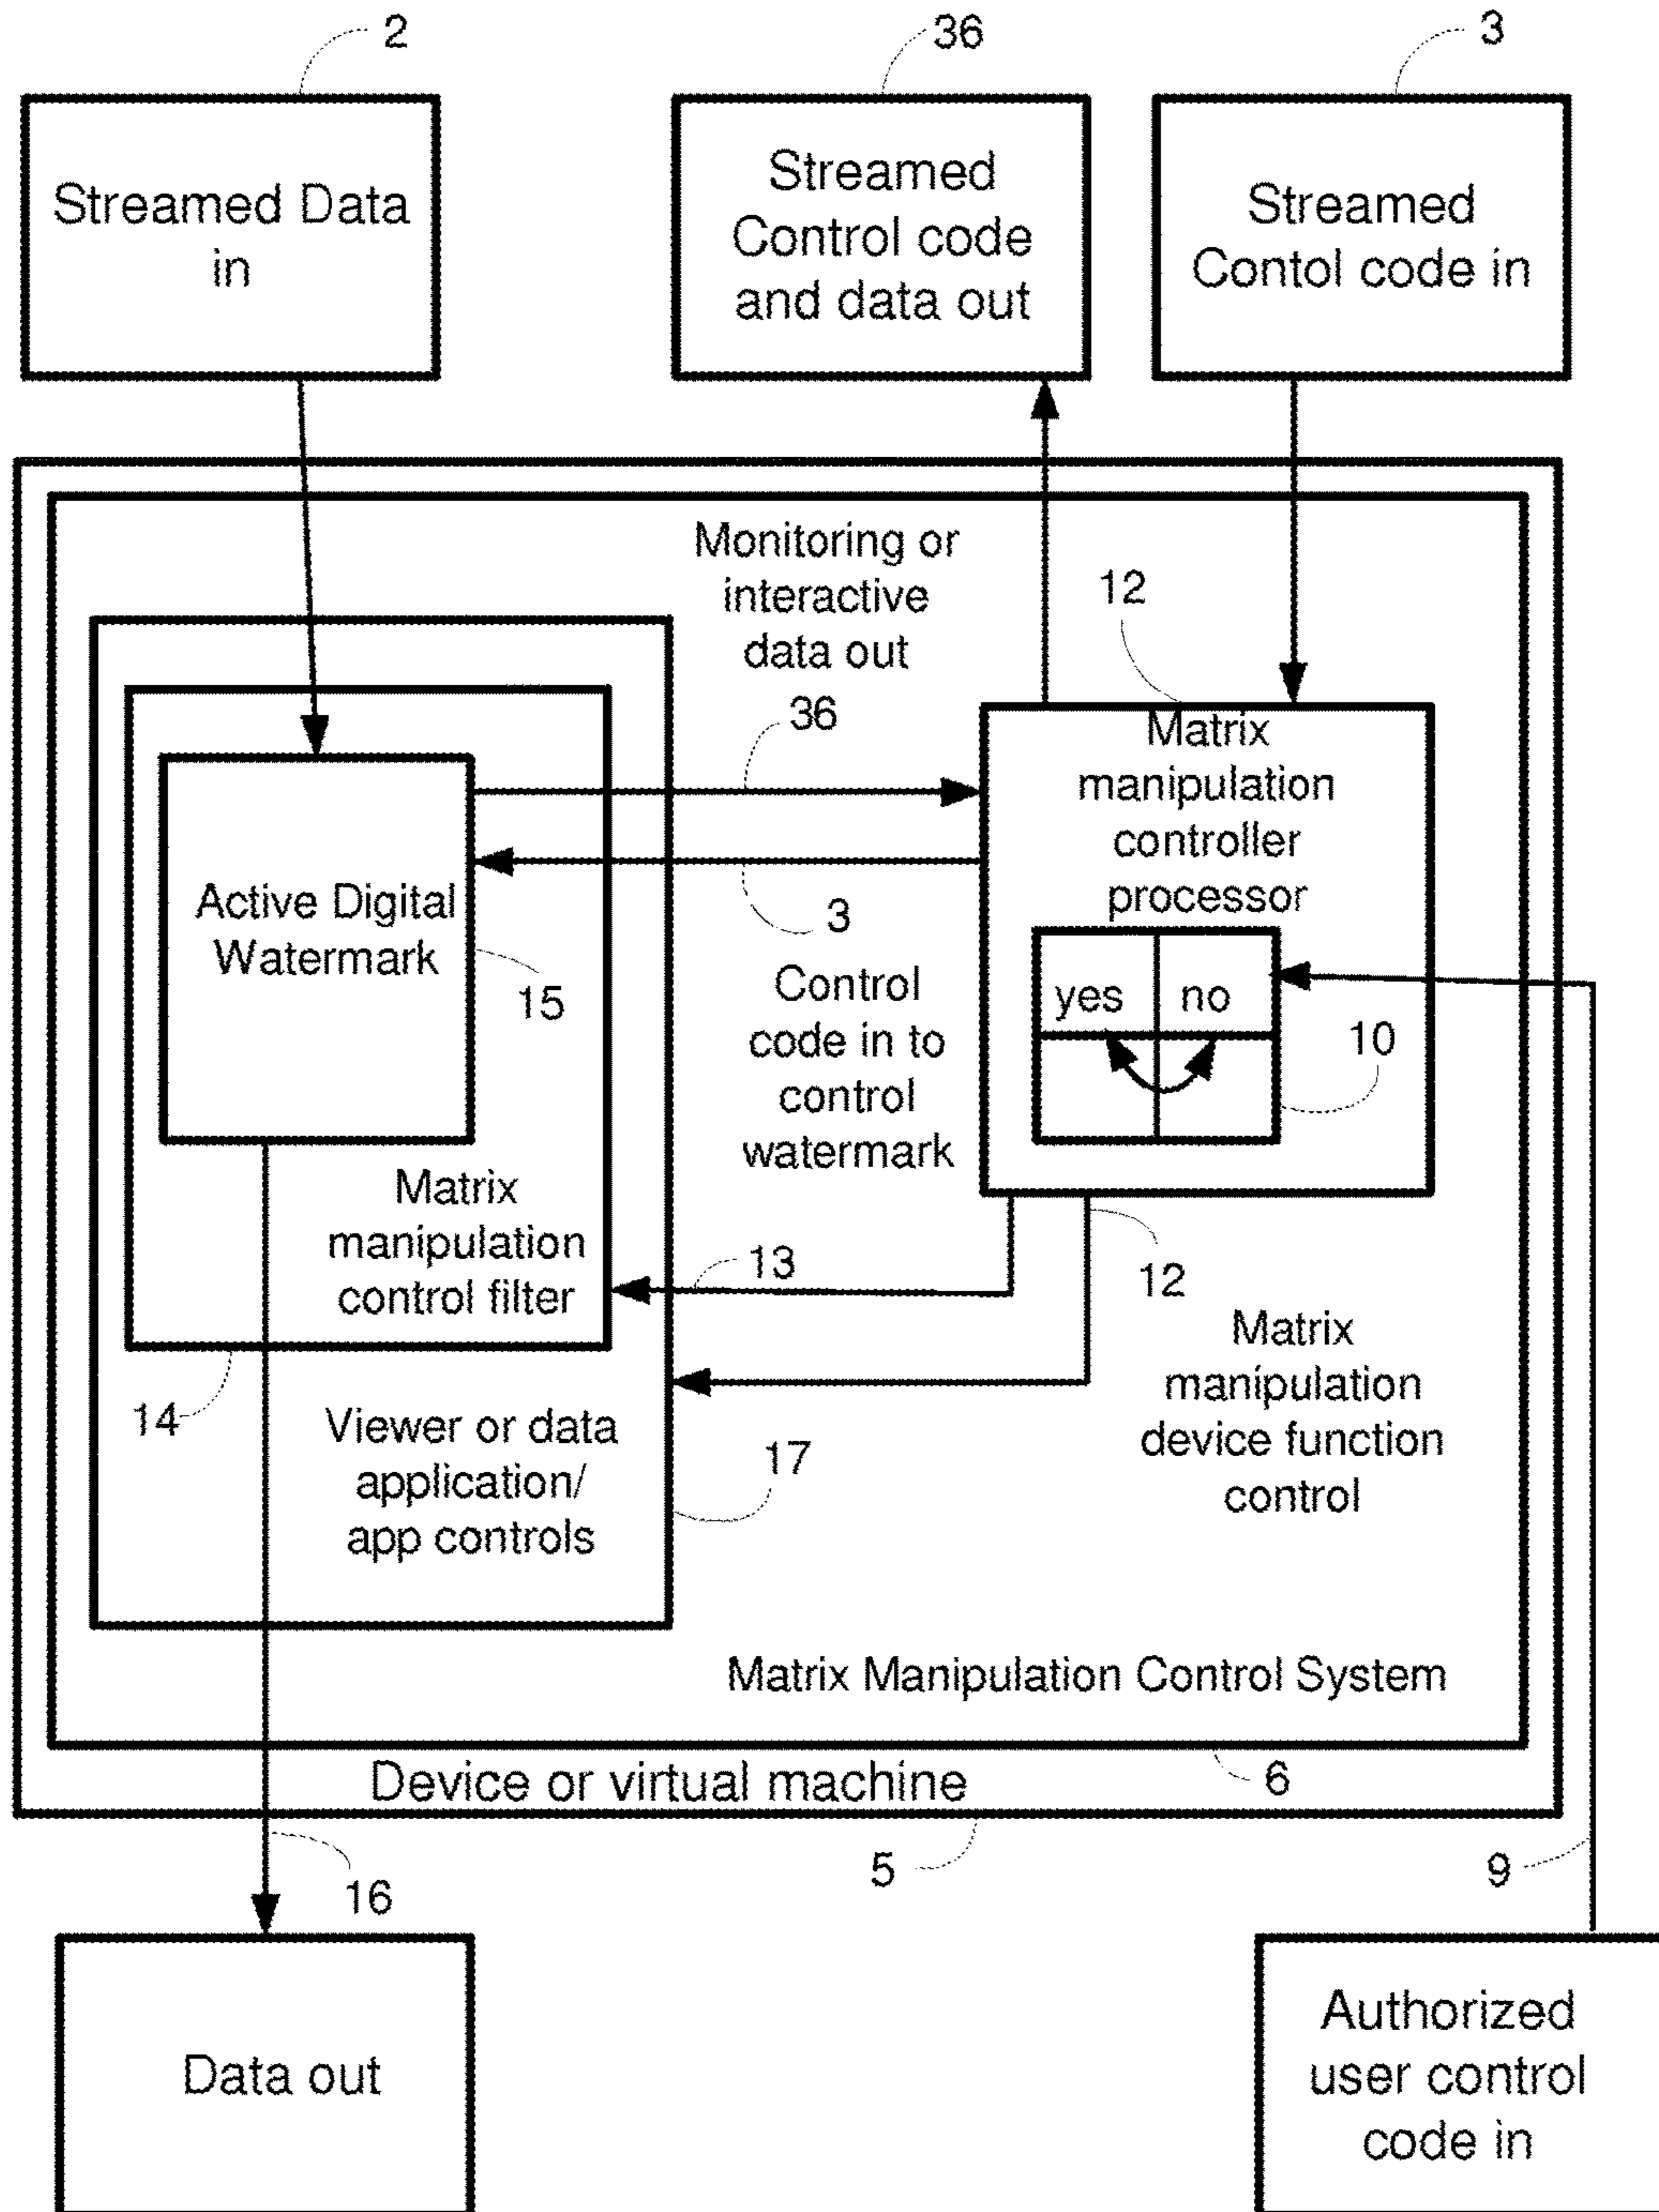 2
36
3
Streamed Data
in
Streamed
Control code
and data out
Streamed
Contol code in
Monitoring or
interactive
data out
36
12
Matrix
manipulation
controller
processor
Active Digital
Watermark
15
3
Control
code in to
control
watermark
yes
no
10
Matrix
manipulation
control filter
13
12
14
Viewer or data
application/
app controls
17
Matrix
manipulation
device function
control
Matrix Manipulation Control System
Device or virtual machine
6
5
16
9
Data out
Authorized
user control
code in